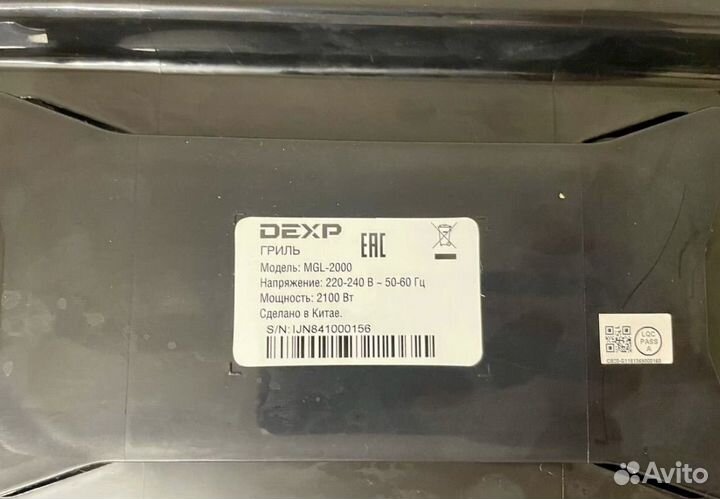 DEXP
ГРИЛЬ
EAC
Модель: MGL-2000
Напряжение: 220-240 В ~ 50-60 Гц
Мощность: 2100 Вт
Сделано в Китае.
S/N: IJN841000156
LQC
PASS
A
Avito